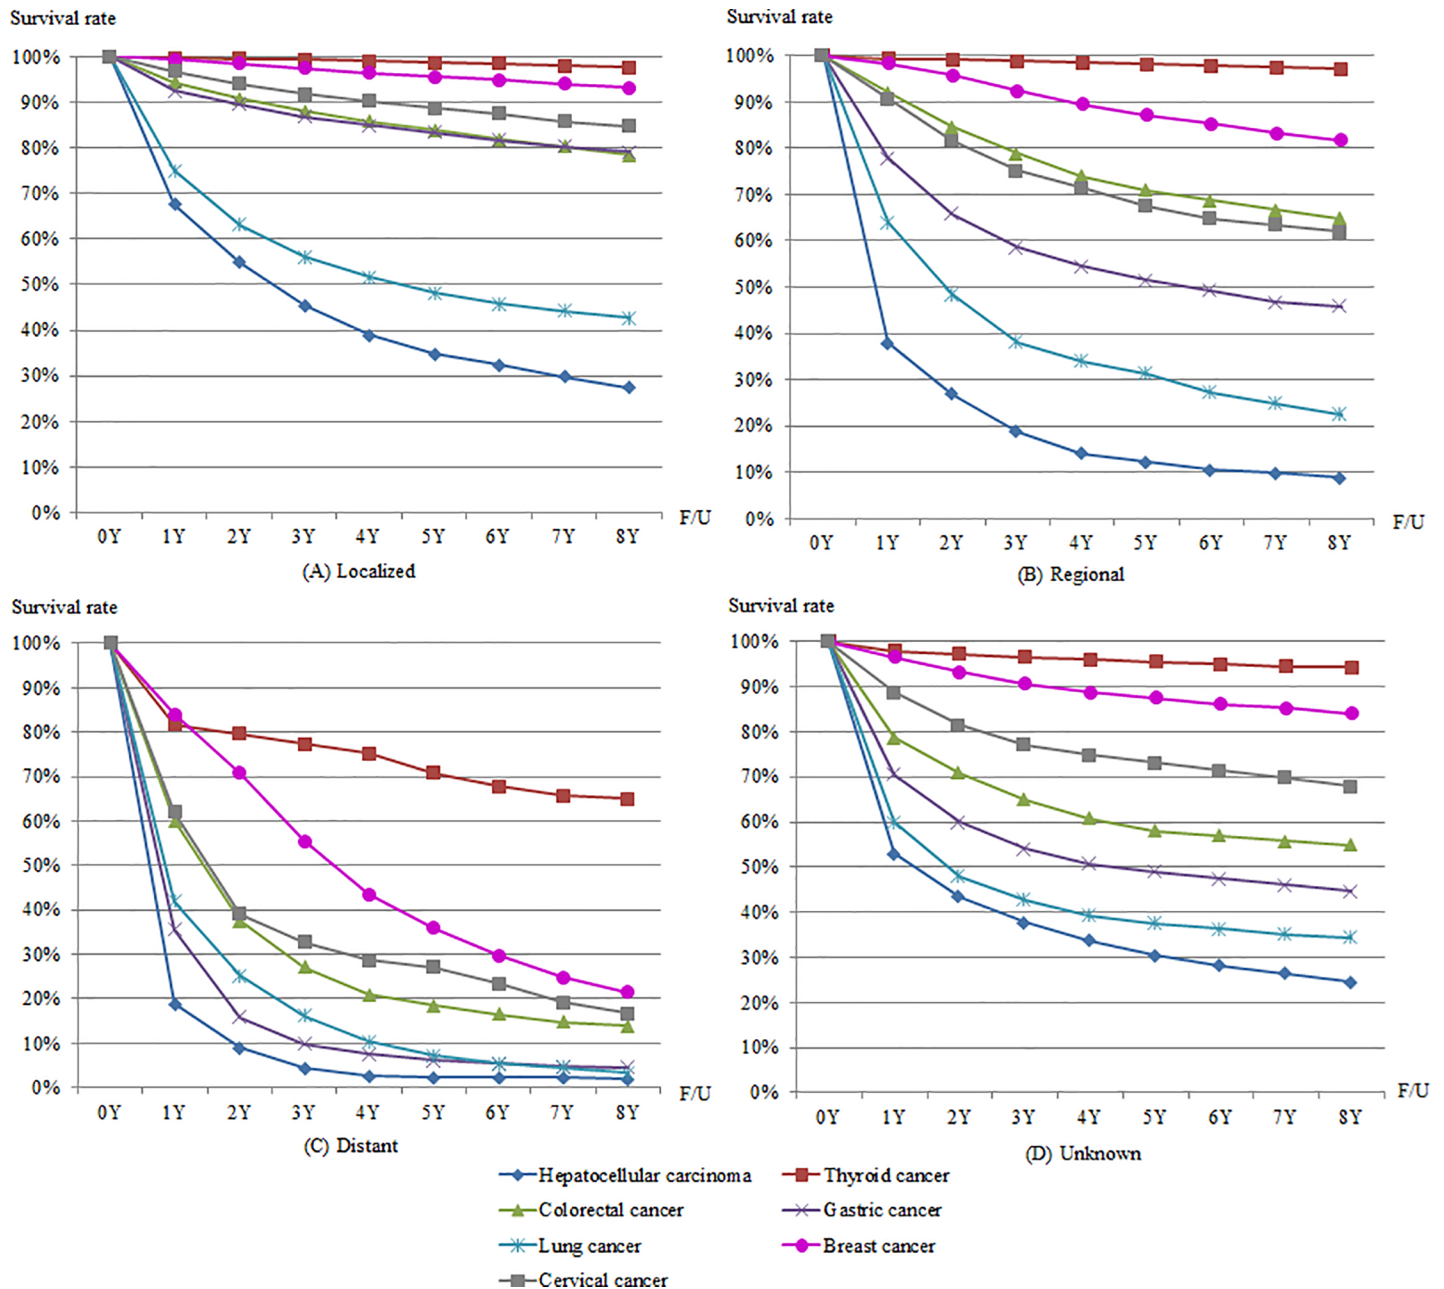 Survival rate
100%
90%
80%
70%
60%
50%
40%
30%
20%
10%
0%
0Y 1Y 2Y 3Y 4Y 5Y 6Y 7Y 8Y
F/U
(A) Localized
Survival rate
100%
90%
80%
70%
60%
50%
40%
30%
20%
10%
0%
0Y 1Y 2Y 3Y 4Y 5Y 6Y 7Y 8Y
F/U
(B) Regional
Survival rate
100%
90%
80%
70%
60%
50%
40%
30%
20%
10%
0%
0Y 1Y 2Y 3Y 4Y 5Y 6Y 7Y 8Y
F/U
(C) Distant
Survival rate
100%
90%
80%
70%
60%
50%
40%
30%
20%
10%
0%
0Y 1Y 2Y 3Y 4Y 5Y 6Y 7Y 8Y
F/U
(D) Unknown
Hepatocellular carcinoma
Thyroid cancer
Colorectal cancer
Gastric cancer
Lung cancer
Breast cancer
Cervical cancer